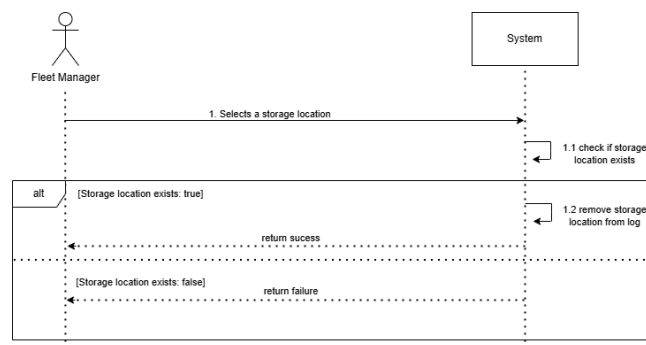 System
Fleet Manager
1. Selects a storage location
1.1 check if storage
location exists
alt
[Storage location exists: true]
1.2 remove storage
location from log
return sucess
[Storage location exists: false]
return failure